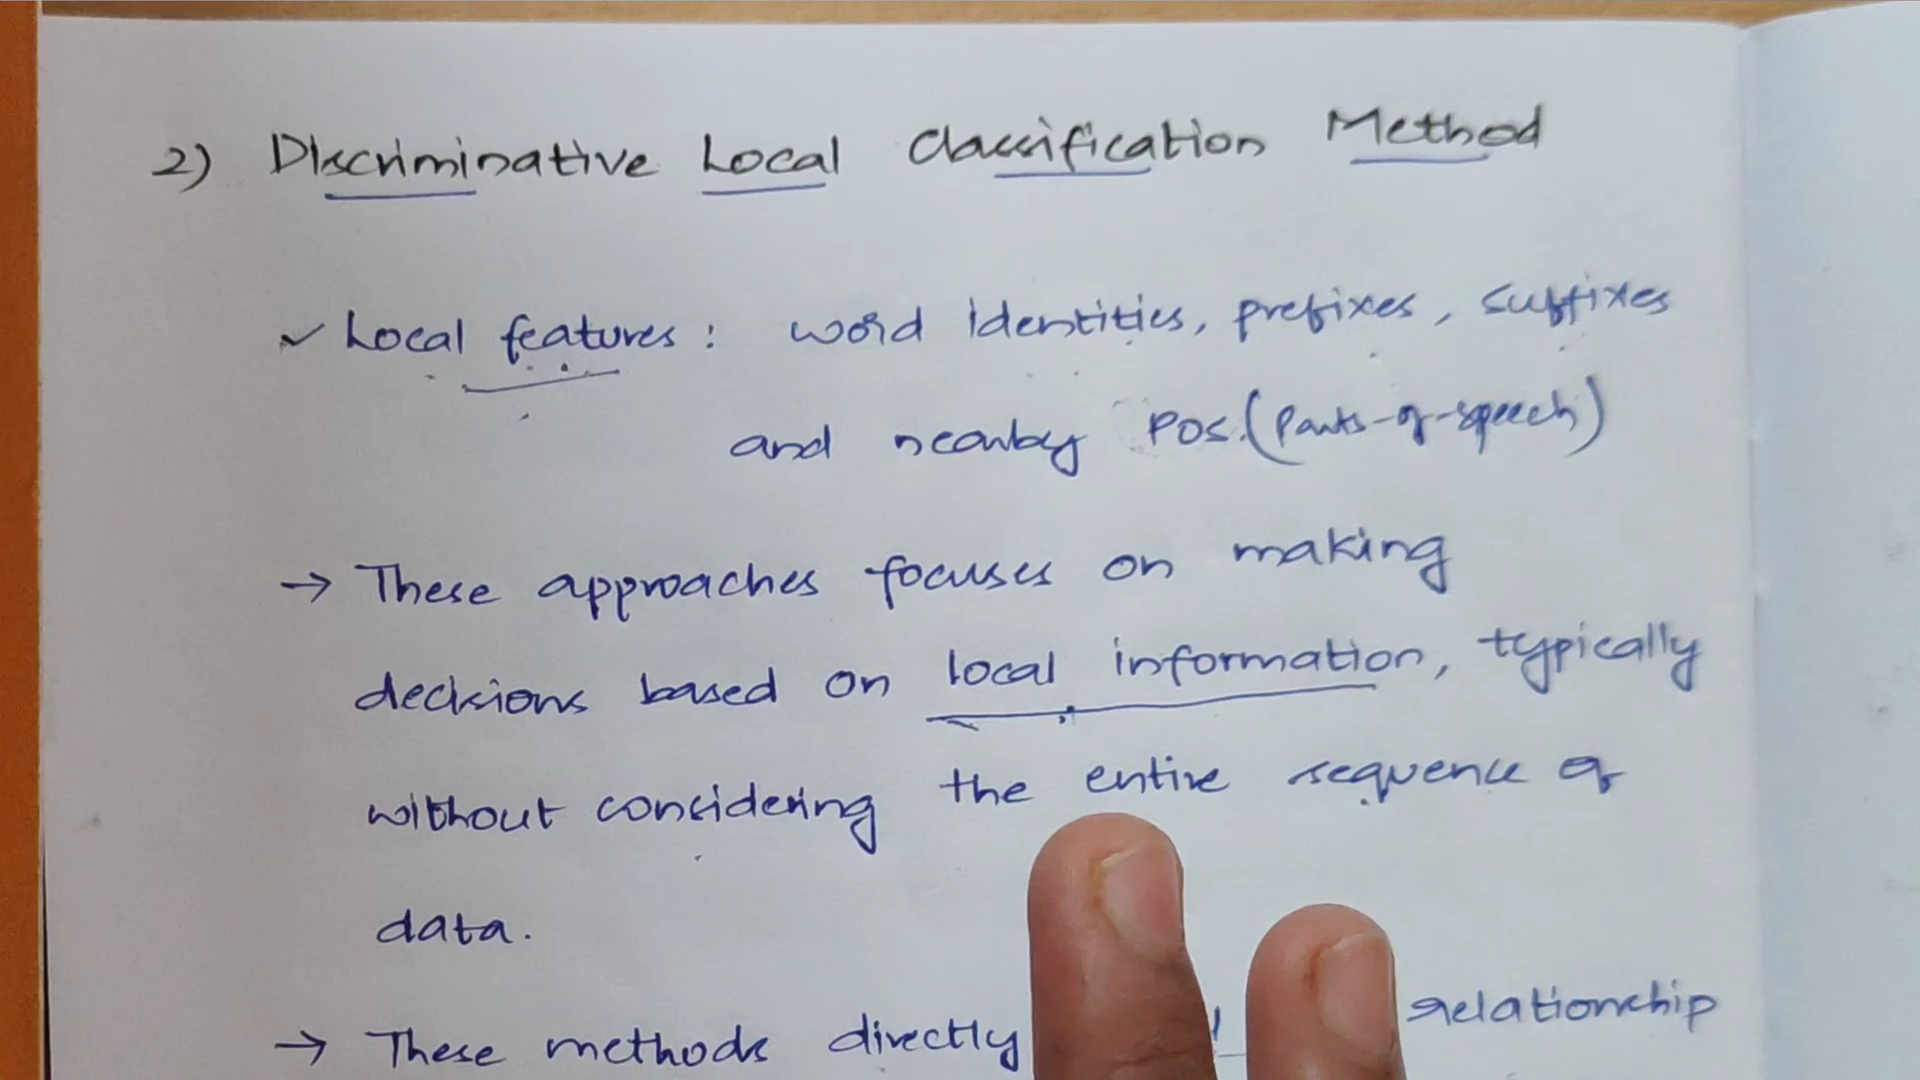 2) Discriminative Local Classification Method
✓ Local features: word identities, prefixes, suffixes
and nearby POS.(Parts-of-speech)
→ These approaches focuses on making
decisions based on local information, typically
without considering the entire sequence of
data.
→ These methods directly relationship